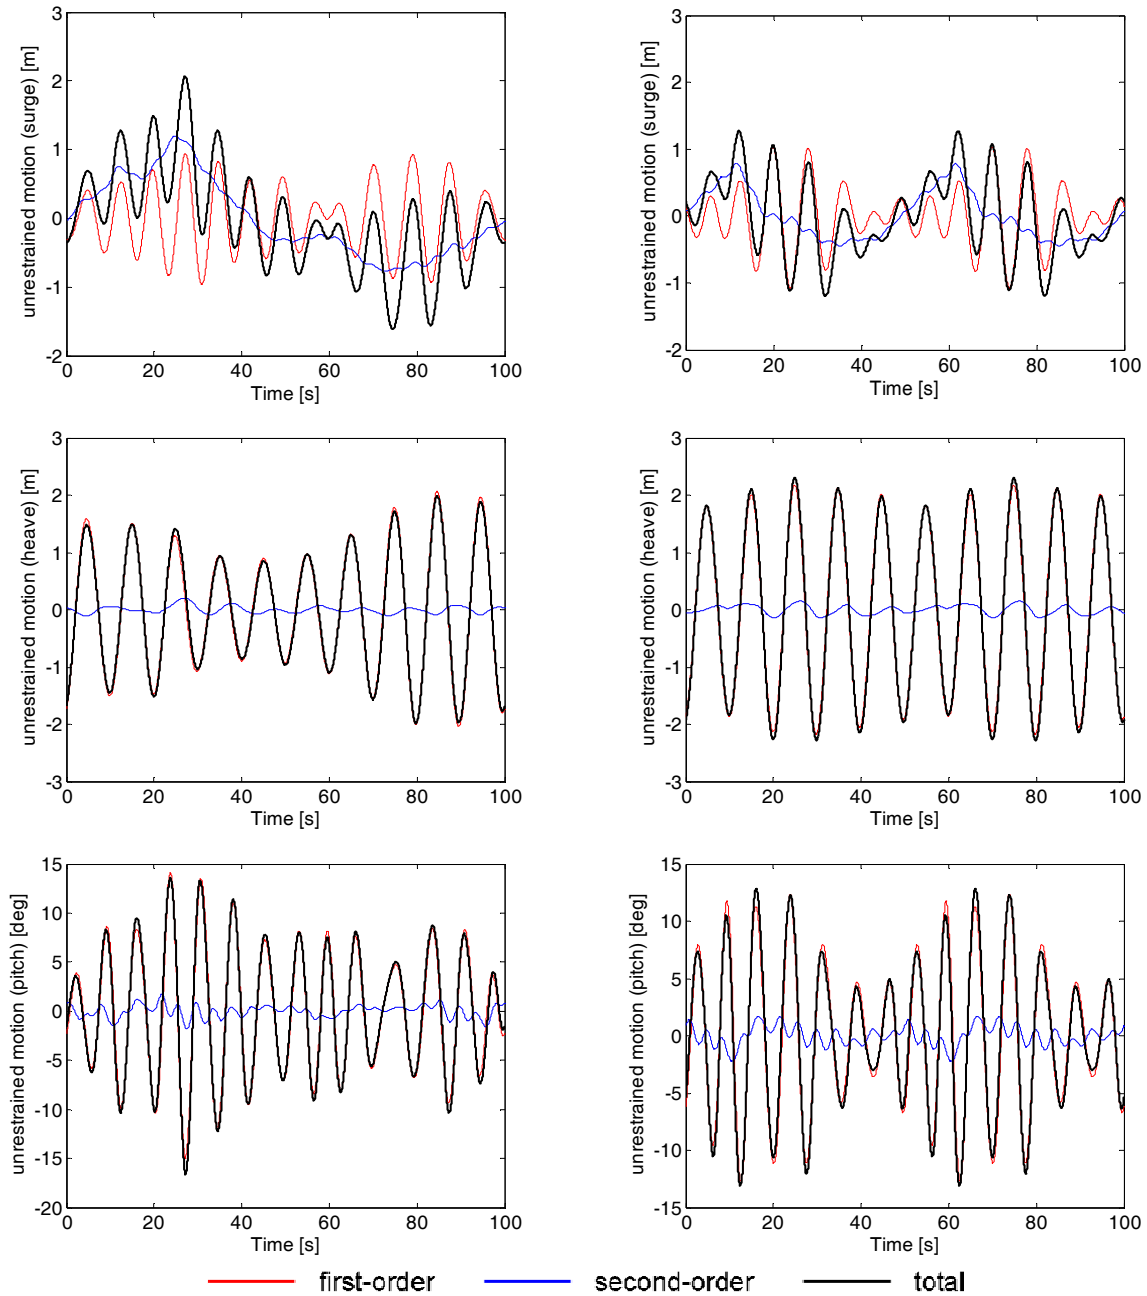 unrestrained motion (surge) [m]
3
2
1
0
-1
-2
0 20 40 60 80 100
Time [s]
unrestrained motion (surge) [m]
3
2
1
0
-1
-2
0 20 40 60 80 100
Time [s]
unrestrained motion (heave) [m]
3
2
1
0
-1
-2
-3
0 20 40 60 80 100
Time [s]
unrestrained motion (heave) [m]
3
2
1
0
-1
-2
-3
0 20 40 60 80 100
Time [s]
unrestrained motion (pitch) [deg]
15
10
5
0
-5
-10
-15
-20
0 20 40 60 80 100
Time [s]
unrestrained motion (pitch) [deg]
15
10
5
0
-5
-10
-15
0 20 40 60 80 100
Time [s]
first-order second-order total